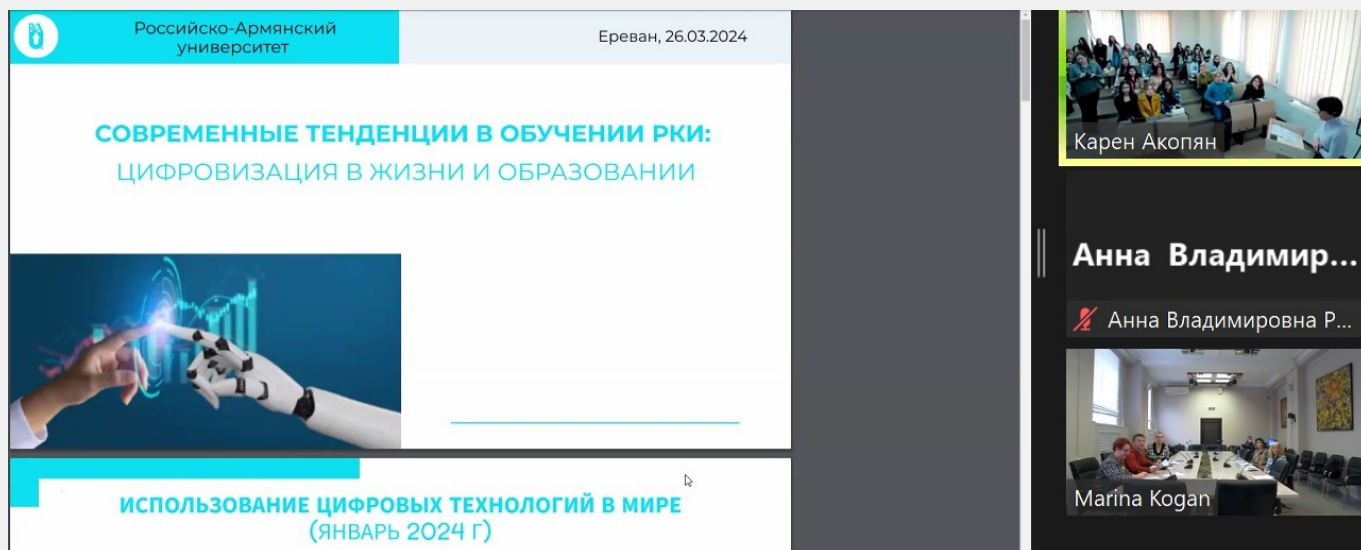 Российско-Армянский
университет
Ереван, 26.03.2024
СОВРЕМЕННЫЕ ТЕНДЕНЦИИ В ОБУЧЕНИИ РКИ:
ЦИФРОВИЗАЦИЯ В ЖИЗНИ И ОБРАЗОВАНИИ
ИСПОЛЬЗОВАНИЕ ЦИФРОВЫХ ТЕХНОЛОГИЙ В МИРЕ
(ЯНВАРЬ 2024 Г)
Карен Акопян
Анна Владимир...
Анна Владимировна Р...
Marina Kogan